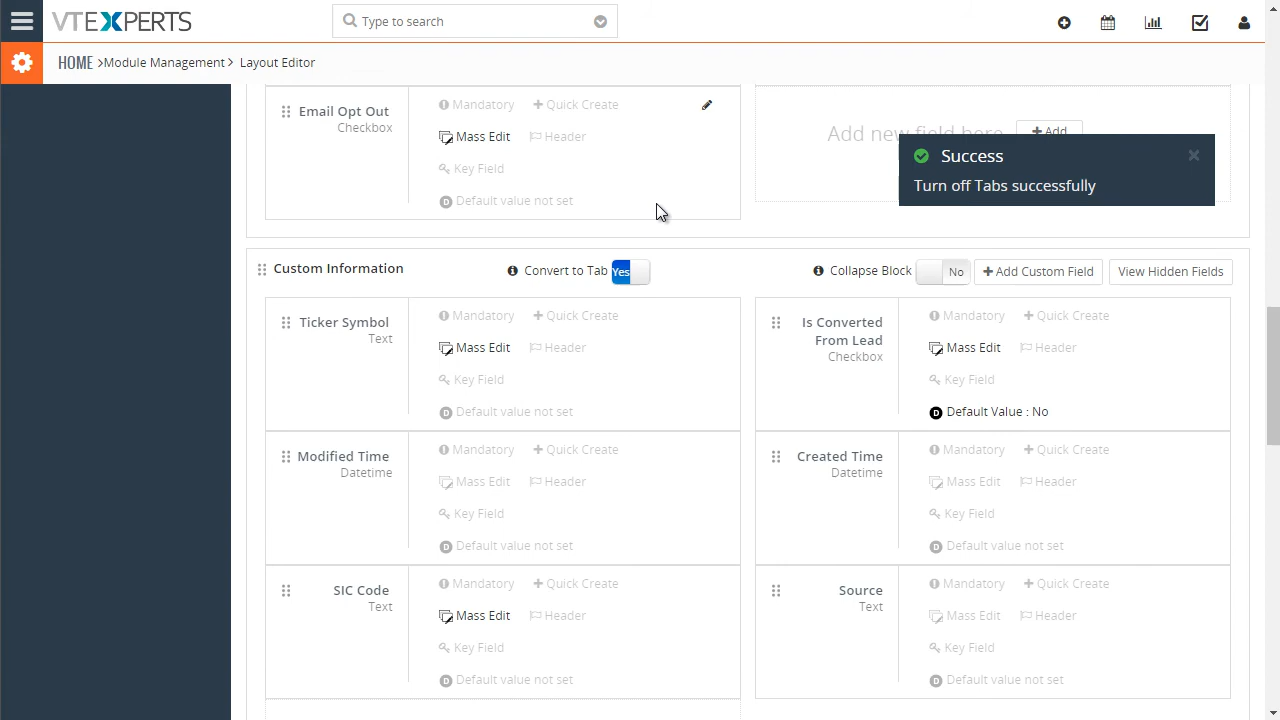 VTEXPERTS
Type to search
HOME >Module Management> Layout Editor
Email Opt Out
Checkbox
Mandatory
Quick Create
Mass Edit
Header
Key Field
Default value not set
Add new field here
Add
Success
Turn off Tabs successfully
Custom Information
Convert to Tab
Yes
Collapse Block
No
Add Custom Field
View Hidden Fields
Ticker Symbol
Text
Mandatory
Quick Create
Mass Edit
Header
Key Field
Default value not set
Is Converted
From Lead
Checkbox
Mandatory
Quick Create
Mass Edit
Header
Key Field
Default Value : No
Modified Time
Datetime
Mandatory
Quick Create
Mass Edit
Header
Key Field
Default value not set
Created Time
Datetime
Mandatory
Quick Create
Mass Edit
Header
Key Field
Default value not set
SIC Code
Text
Mandatory
Quick Create
Mass Edit
Header
Key Field
Default value not set
Source
Text
Mandatory
Quick Create
Mass Edit
Header
Key Field
Default value not set